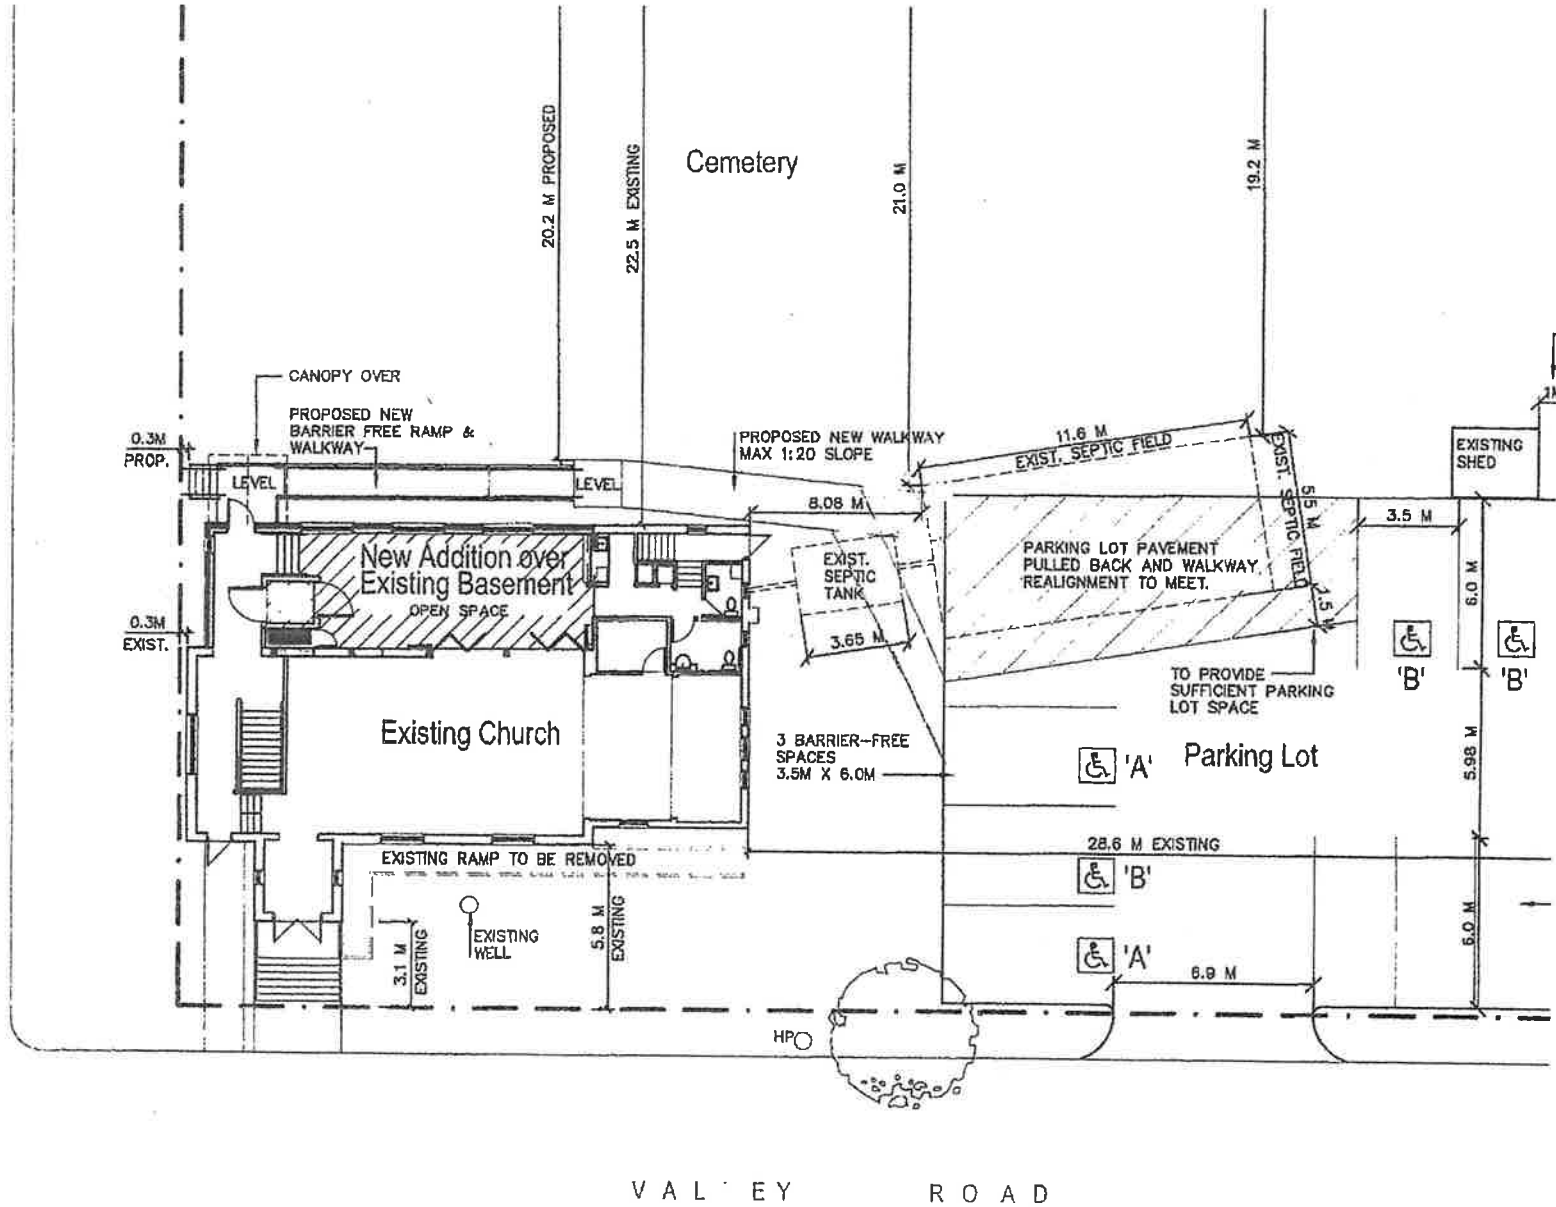 20.2 M PROPOSED
22.5 M EXISTING
Cemetery
21.0 M
19.2 M
CANOPY OVER
PROPOSED NEW
BARRIER FREE RAMP &
WALKWAY
0.3M
PROP.
LEVEL
LEVEL
PROPOSED NEW WALKWAY
MAX 1:20 SLOPE
11.6 M
EXIST. SEPTIC FIELD
5.5 M
EXIST. SEPTIC FIELD
EXISTING
SHED
8.08 M
3.5 M
New Addition over
Existing Basement
OPEN SPACE
EXIST.
SEPTIC
TANK
3.65 M
PARKING LOT PAVEMENT
PULLED BACK AND WALKWAY
REALIGNMENT TO MEET.
1.5 M
6.0 M
0.3M
EXIST.
'B'
'B'
TO PROVIDE
SUFFICIENT PARKING
LOT SPACE
Existing Church
3 BARRIER-FREE
SPACES
3.5M X 6.0M
'A'
Parking Lot
5.98 M
28.6 M EXISTING
EXISTING RAMP TO BE REMOVED
'B'
5.8 M
EXISTING
EXISTING
WELL
3.1 M
EXISTING
'A'
6.9 M
6.0 M
HP
VAL EY ROAD